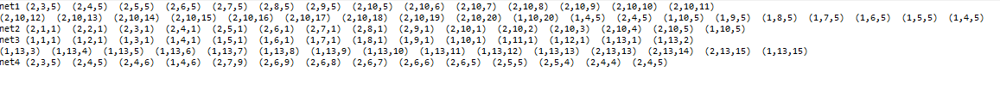 net1 (2,3,5) (2,4,5) (2,5,5) (2,6,5) (2,7,5) (2,8,5) (2,9,5) (2,10,5) (2,10,6) (2,10,7) (2,10,8) (2,10,9) (2,10,10) (2,10,11)
(2,10,12) (2,10,13) (2,10,14) (2,10,15) (2,10,16) (2,10,17) (2,10,18) (2,10,19) (2,10,20) (1,10,20) (1,4,5) (2,4,5) (1,10,5) (1,9,5) (1,8,5) (1,7,5) (1,6,5) (1,5,5) (1,4,5)
net2 (2,1,1) (2,2,1) (2,3,1) (2,4,1) (2,5,1) (2,6,1) (2,7,1) (2,8,1) (2,9,1) (2,10,1) (2,10,2) (2,10,3) (2,10,4) (2,10,5) (1,10,5)
net3 (1,1,1) (1,2,1) (1,3,1) (1,4,1) (1,5,1) (1,6,1) (1,7,1) (1,8,1) (1,9,1) (1,10,1) (1,11,1) (1,12,1) (1,13,1) (1,13,2)
(1,13,3) (1,13,4) (1,13,5) (1,13,6) (1,13,7) (1,13,8) (1,13,9) (1,13,10) (1,13,11) (1,13,12) (1,13,13) (2,13,13) (2,13,14) (2,13,15) (1,13,15)
net4 (2,3,5) (2,4,5) (2,4,6) (1,4,6) (2,7,9) (2,6,9) (2,6,8) (2,6,7) (2,6,6) (2,6,5) (2,5,5) (2,5,4) (2,4,4) (2,4,5)